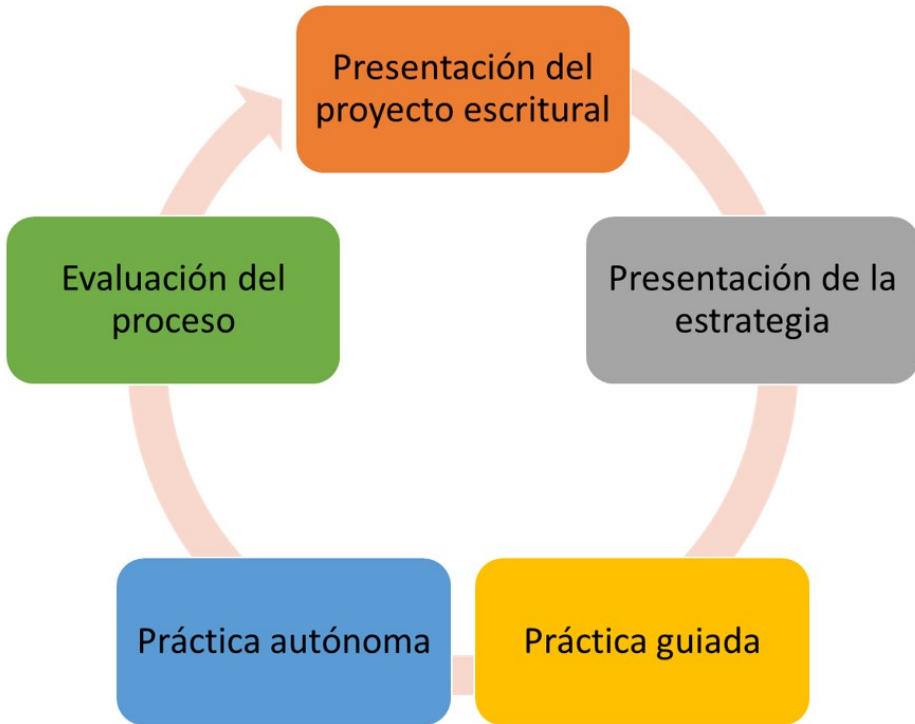 Presentación del
proyecto escritural
Presentación de la
estrategia
Práctica guiada
Práctica autónoma
Evaluación del
proceso